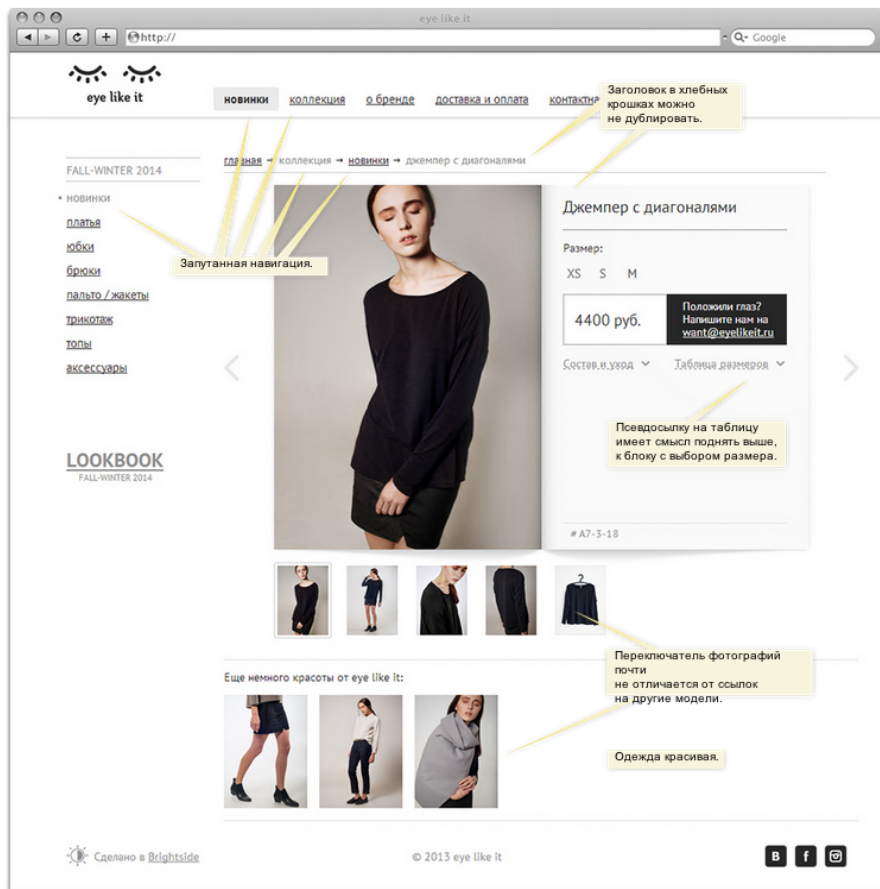 eye like it
http://
Google
eye like it
новинки коллекция о бренде доставка и оплата контактна
Заголовок в хлебных
крошках можно
не дублировать.
главная → коллекция → новинки → джемпер с диагоналями
FALL-WINTER 2014
• новинки
платья
юбки
брюки
пальто / жакеты
трикотаж
топы
аксессуары
Запутанная навигация.
LOOKBOOK
FALL-WINTER 2014
Джемпер с диагоналями
Размер:
XS S M
4400 руб.
Положили глаз?
Напишите нам на
want@eyelikeit.ru
Состав и уход
Таблица размеров
Псевдосылку на таблицу
имеет смысл поднять выше,
к блоку с выбором размера.
# A7-3-18
Переключатель фотографий
почти
не отличается от ссылок
на другие модели.
Еще немного красоты от eye like it:
Одежда красивая.
Сделано в Brightside
© 2013 eye like it
В f